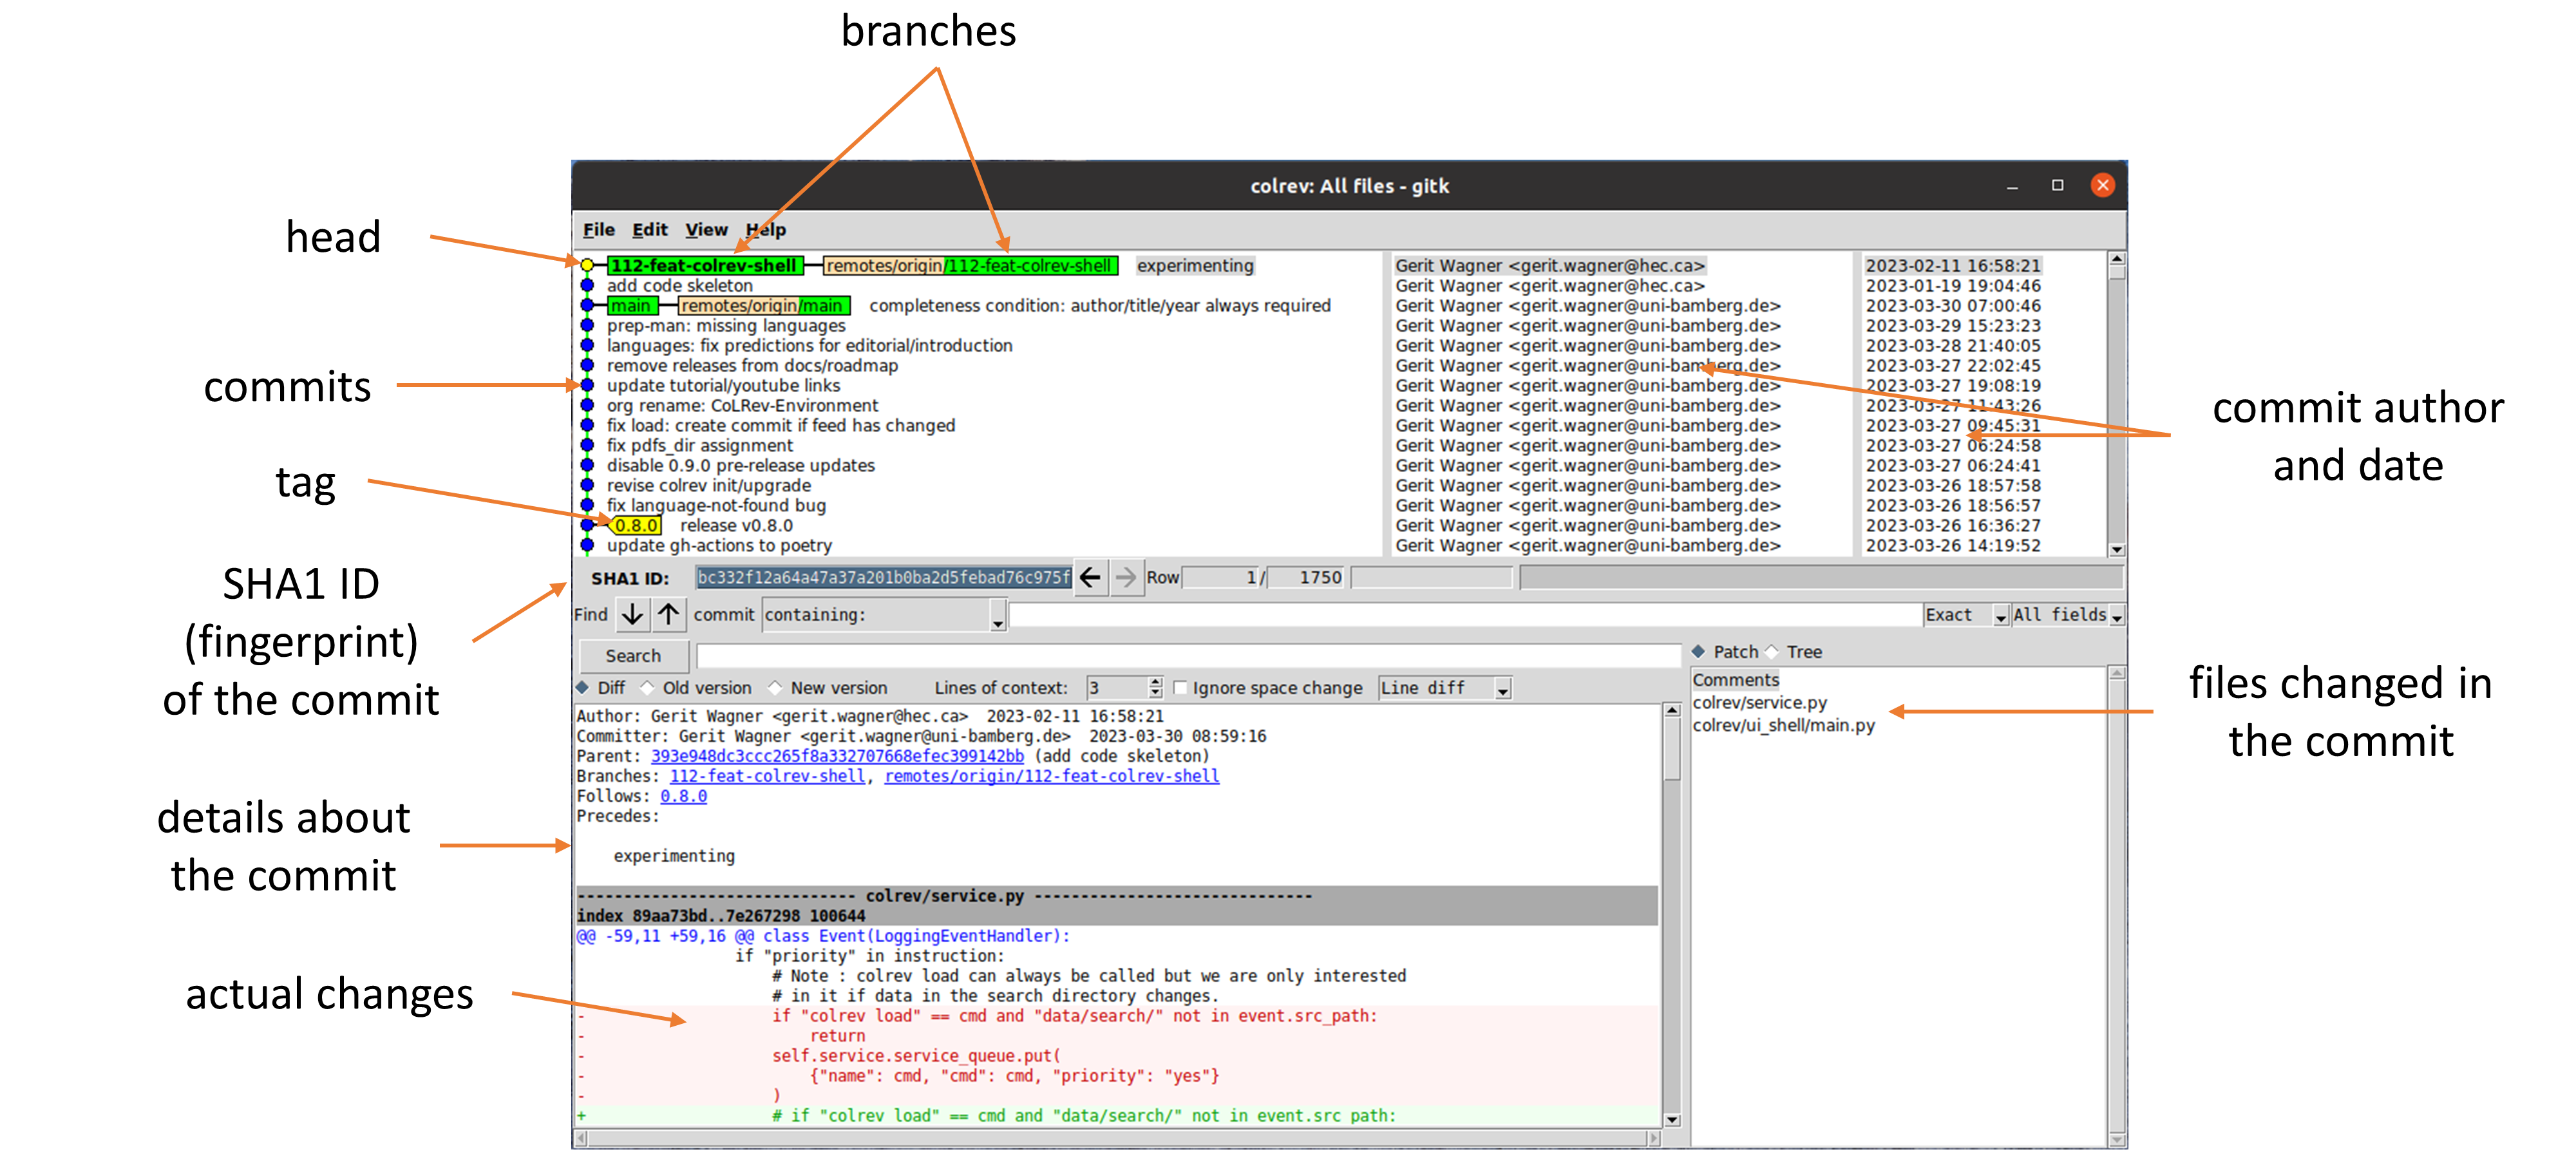 branches
head
commits
tag
SHA1 ID
(fingerprint)
of the commit
details about
the commit
actual changes
commit author
and date
files changed in
the commit
colrev: All files - gitk
File Edit View Help
112-feat-colrev-shell remotes/origin/112-feat-colrev-shell experimenting Gerit Wagner <gerit.wagner@hec.ca> 2023-02-11 16:58:21
add code skeleton Gerit Wagner <gerit.wagner@hec.ca> 2023-01-19 19:04:46
main remotes/origin/main completeness condition: author/title/year always required Gerit Wagner <gerit.wagner@uni-bamberg.de> 2023-03-30 07:00:46
prep-man: missing languages Gerit Wagner <gerit.wagner@uni-bamberg.de> 2023-03-29 15:23:23
languages: fix predictions for editorial/introduction Gerit Wagner <gerit.wagner@uni-bamberg.de> 2023-03-28 21:40:05
remove releases from docs/roadmap Gerit Wagner <gerit.wagner@uni-bamberg.de> 2023-03-27 22:02:45
update tutorial/youtube links Gerit Wagner <gerit.wagner@uni-bamberg.de> 2023-03-27 19:08:19
org rename: CoLRev-Environment Gerit Wagner <gerit.wagner@uni-bamberg.de> 2023-03-27 11:43:26
fix load: create commit if feed has changed Gerit Wagner <gerit.wagner@uni-bamberg.de> 2023-03-27 09:45:31
fix pdfs_dir assignment Gerit Wagner <gerit.wagner@uni-bamberg.de> 2023-03-27 06:24:58
disable 0.9.0 pre-release updates Gerit Wagner <gerit.wagner@uni-bamberg.de> 2023-03-27 06:24:41
revise colrev init/upgrade Gerit Wagner <gerit.wagner@uni-bamberg.de> 2023-03-26 18:57:58
fix language-not-found bug Gerit Wagner <gerit.wagner@uni-bamberg.de> 2023-03-26 18:56:57
0.8.0 release v0.8.0 Gerit Wagner <gerit.wagner@uni-bamberg.de> 2023-03-26 16:36:27
update gh-actions to poetry Gerit Wagner <gerit.wagner@uni-bamberg.de> 2023-03-26 14:19:52
SHA1 ID: bc332f12a64a47a37a201b0ba2d5febad76c975f Row 1/ 1750
Find commit containing: Exact All fields
Search
Diff Old version New version Lines of context: 3 Ignore space change Line diff
Patch Tree
Comments
colrev/service.py
colrev/ui_shell/main.py
Author: Gerit Wagner <gerit.wagner@hec.ca> 2023-02-11 16:58:21
Committer: Gerit Wagner <gerit.wagner@uni-bamberg.de> 2023-03-30 08:59:16
Parent: 393e948dc3ccc265f8a332707668efec399142bb (add code skeleton)
Branches: 112-feat-colrev-shell, remotes/origin/112-feat-colrev-shell
Follows: 0.8.0
Precedes:
experimenting
------------------------------ colrev/service.py ------------------------------
index 89aa73bd..7e267298 100644
@@ -59,11 +59,16 @@ class Event(LoggingEventHandler):
if "priority" in instruction:
# Note : colrev load can always be called but we are only interested
# in it if data in the search directory changes.
- if "colrev load" == cmd and "data/search/" not in event.src_path:
- return
- self.service.service_queue.put(
- {"name": cmd, "cmd": cmd, "priority": "yes"}
- )
+ # if "colrev load" == cmd and "data/search/" not in event.src path: